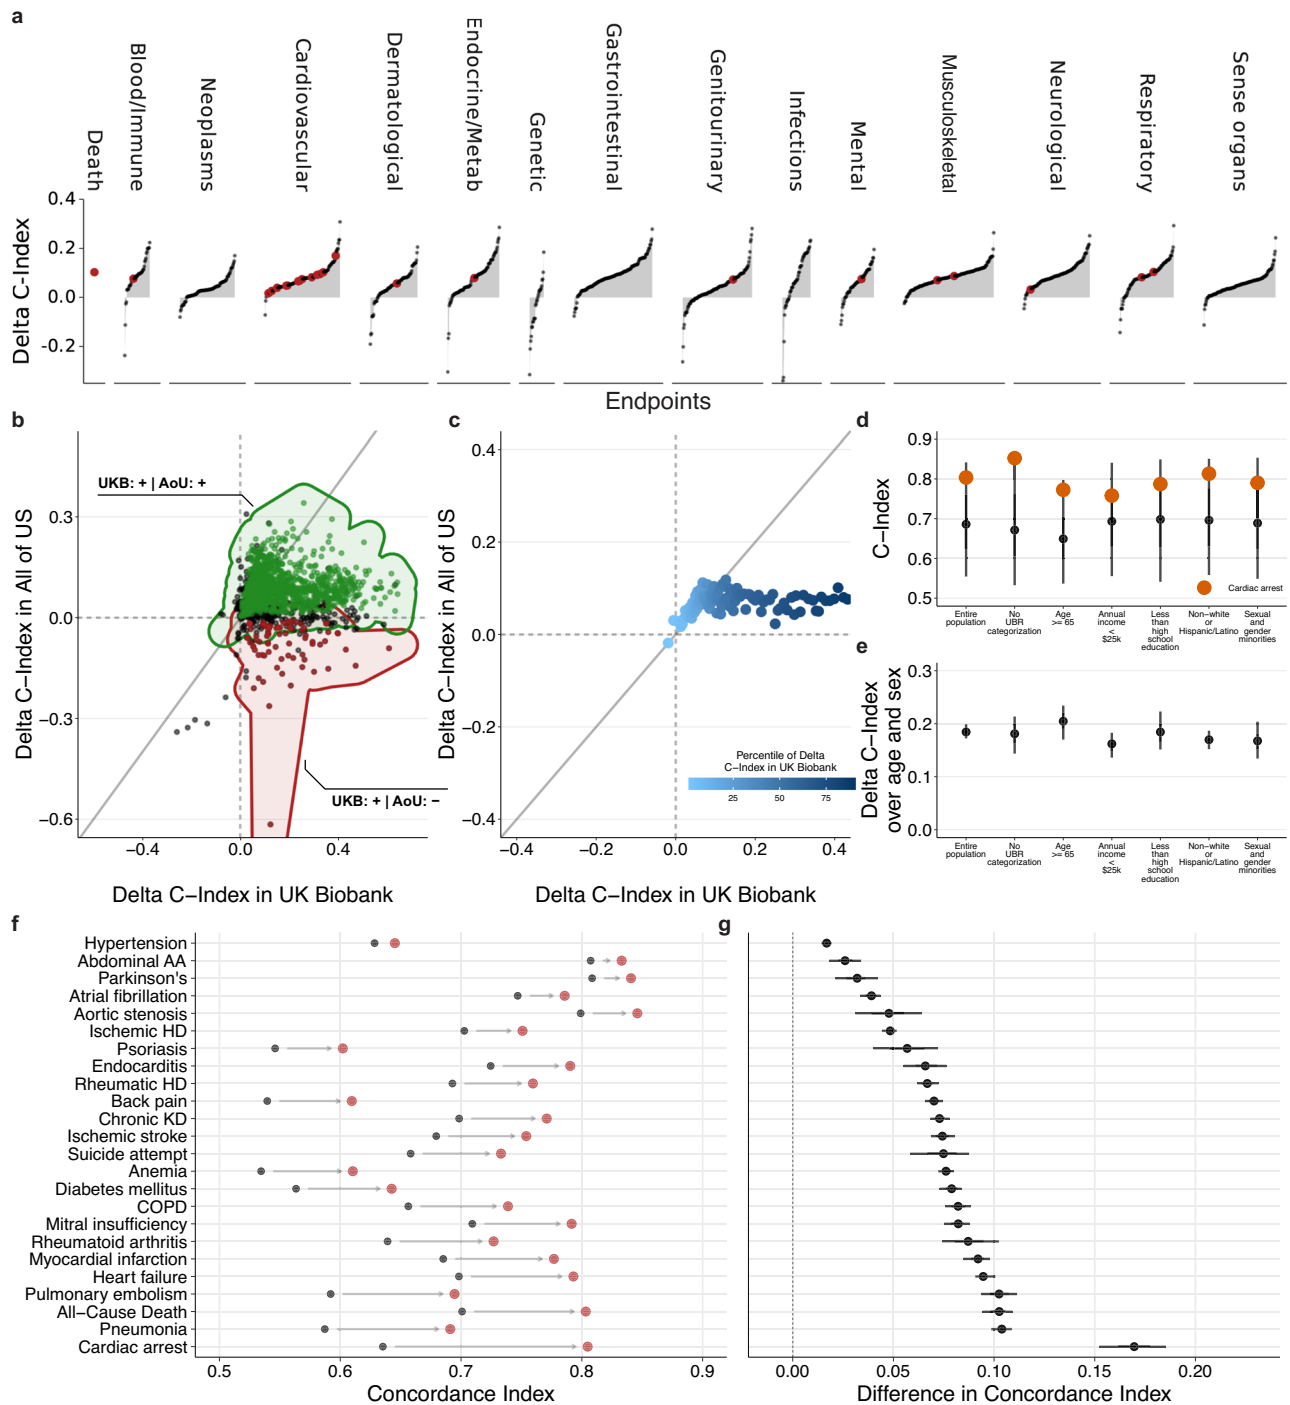 a
Death
Blood/Immune
Neoplasms
Cardiovascular
Dermatological
Endocrine/Metab
Genetic
Gastrointestinal
Genitourinary
Infections
Mental
Musculoskeletal
Neurological
Respiratory
Sense organs
Delta C-Index
0.4
0.2
0.0
-0.2
Endpoints
b
Delta C−Index in All of US
0.3
0.0
−0.3
−0.6
UKB: + | AoU: +
UKB: + | AoU: −
−0.4
0.0
0.4
Delta C−Index in UK Biobank
c
Delta C−Index in All of US
0.4
0.2
0.0
−0.2
−0.4
Percentile of Delta
C−Index in UK Biobank
25
50
75
−0.4
−0.2
0.0
0.2
0.4
Delta C−Index in UK Biobank
d
C−Index
0.9
0.8
0.7
0.6
0.5
Cardiac arrest
Entire
population
No
UBR
categorization
Age
>= 65
Annual
income
<
$25k
Less
than
high
school
education
Non−white
or
Hispanic/Latino
Sexual
and
gender
minorities
e
Delta C−Index
over age and sex
0.3
0.2
0.1
0.0
Entire
population
No
UBR
categorization
Age
>= 65
Annual
income
<
$25k
Less
than
high
school
education
Non−white
or
Hispanic/Latino
Sexual
and
gender
minorities
f
Hypertension
Abdominal AA
Parkinson's
Atrial fibrillation
Aortic stenosis
Ischemic HD
Psoriasis
Endocarditis
Rheumatic HD
Back pain
Chronic KD
Ischemic stroke
Suicide attempt
Anemia
Diabetes mellitus
COPD
Mitral insufficiency
Rheumatoid arthritis
Myocardial infarction
Heart failure
Pulmonary embolism
All−Cause Death
Pneumonia
Cardiac arrest
0.5
0.6
0.7
0.8
0.9
Concordance Index
g
0.00
0.05
0.10
0.15
0.20
Difference in Concordance Index